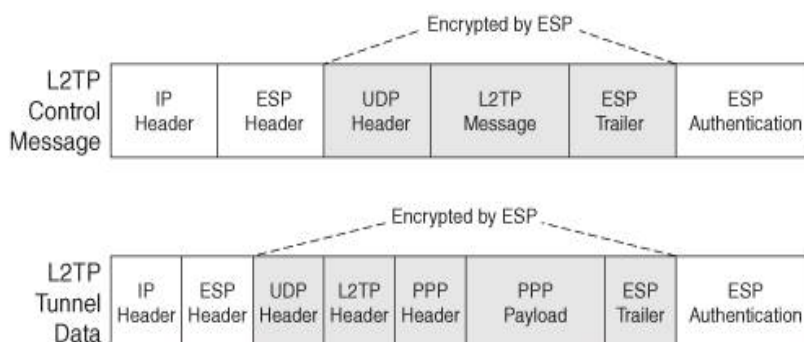 Encrypted by ESP
L2TP
Control
Message
IP
Header
ESP
Header
UDP
Header
L2TP
Message
ESP
Trailer
ESP
Authentication
Encrypted by ESP
L2TP
Tunnel
Data
IP
Header
ESP
Header
UDP
Header
L2TP
Header
PPP
Header
PPP
Payload
ESP
Trailer
ESP
Authentication